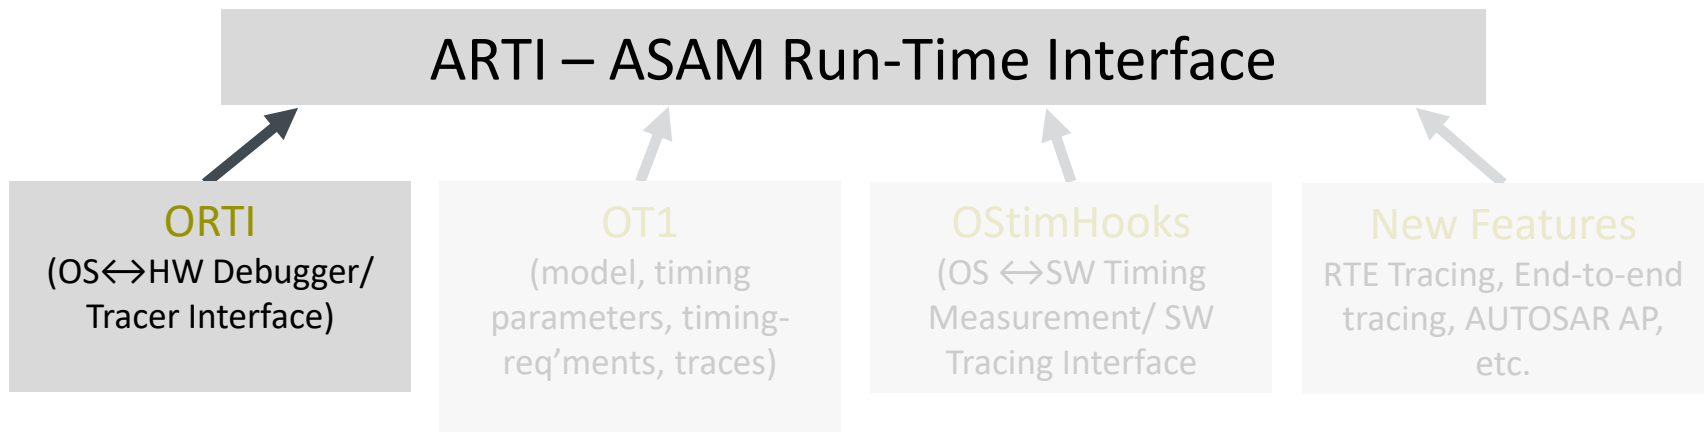 ARTI – ASAM Run-Time Interface
ORTI
(OS↔HW Debugger/
Tracer Interface)
OT1
(model, timing
parameters, timing-
req’ments, traces)
OStimHooks
(OS ↔SW Timing
Measurement/ SW
Tracing Interface
New Features
RTE Tracing, End-to-end
tracing, AUTOSAR AP,
etc.